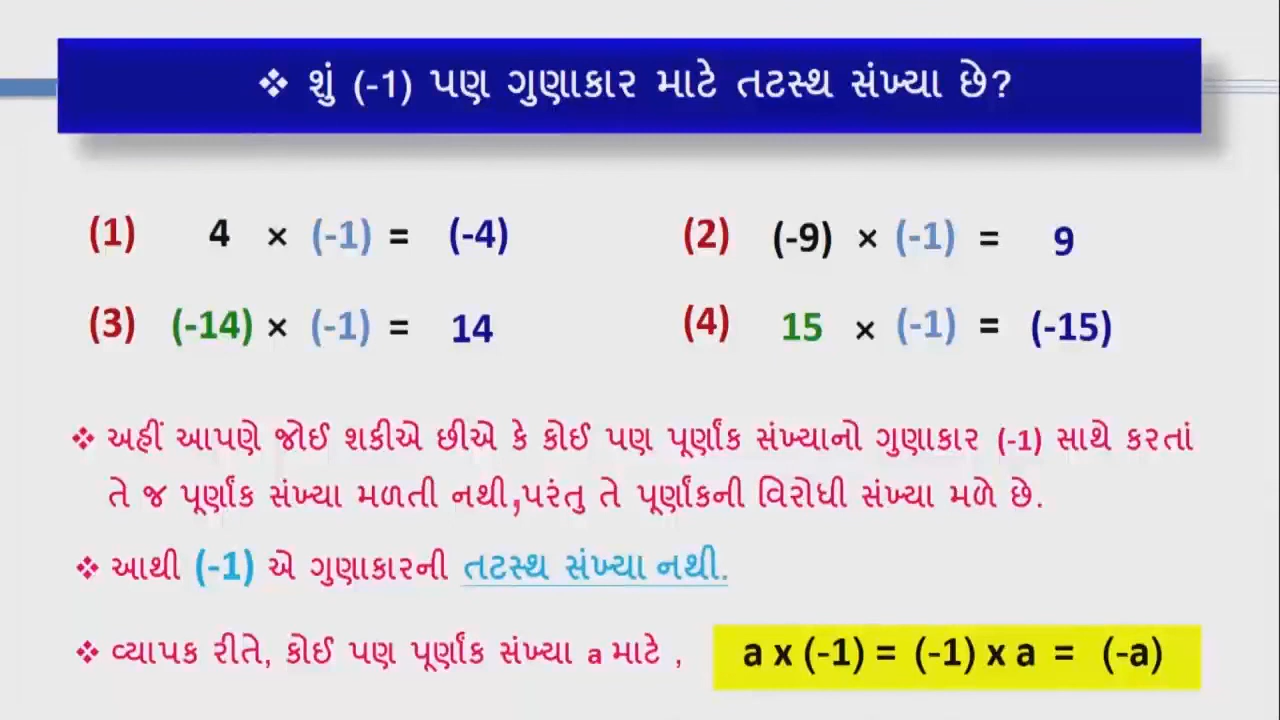 ❖ શું (-1) પણ ગુણાકાર માટે તટસ્થ સંખ્યા છે?
(1) 4 × (-1) = (-4)
(2) (-9) × (-1) = 9
(3) (-14) × (-1) = 14
(4) 15 × (-1) = (-15)
❖ અહીં આપણે જોઈ શકીએ છીએ કે કોઈ પણ પૂર્ણાંક સંખ્યાનો ગુણાકાર (-1) સાથે કરતાં
તે જ પૂર્ણાંક સંખ્યા મળતી નથી,પરંતુ તે પૂર્ણાંકની વિરોધી સંખ્યા મળે છે.
❖ આથી (-1) એ ગુણાકારની તટસ્થ સંખ્યા નથી.
❖ વ્યાપક રીતે, કોઈ પણ પૂર્ણાંક સંખ્યા a માટે , a x (-1) = (-1) x a = (-a)